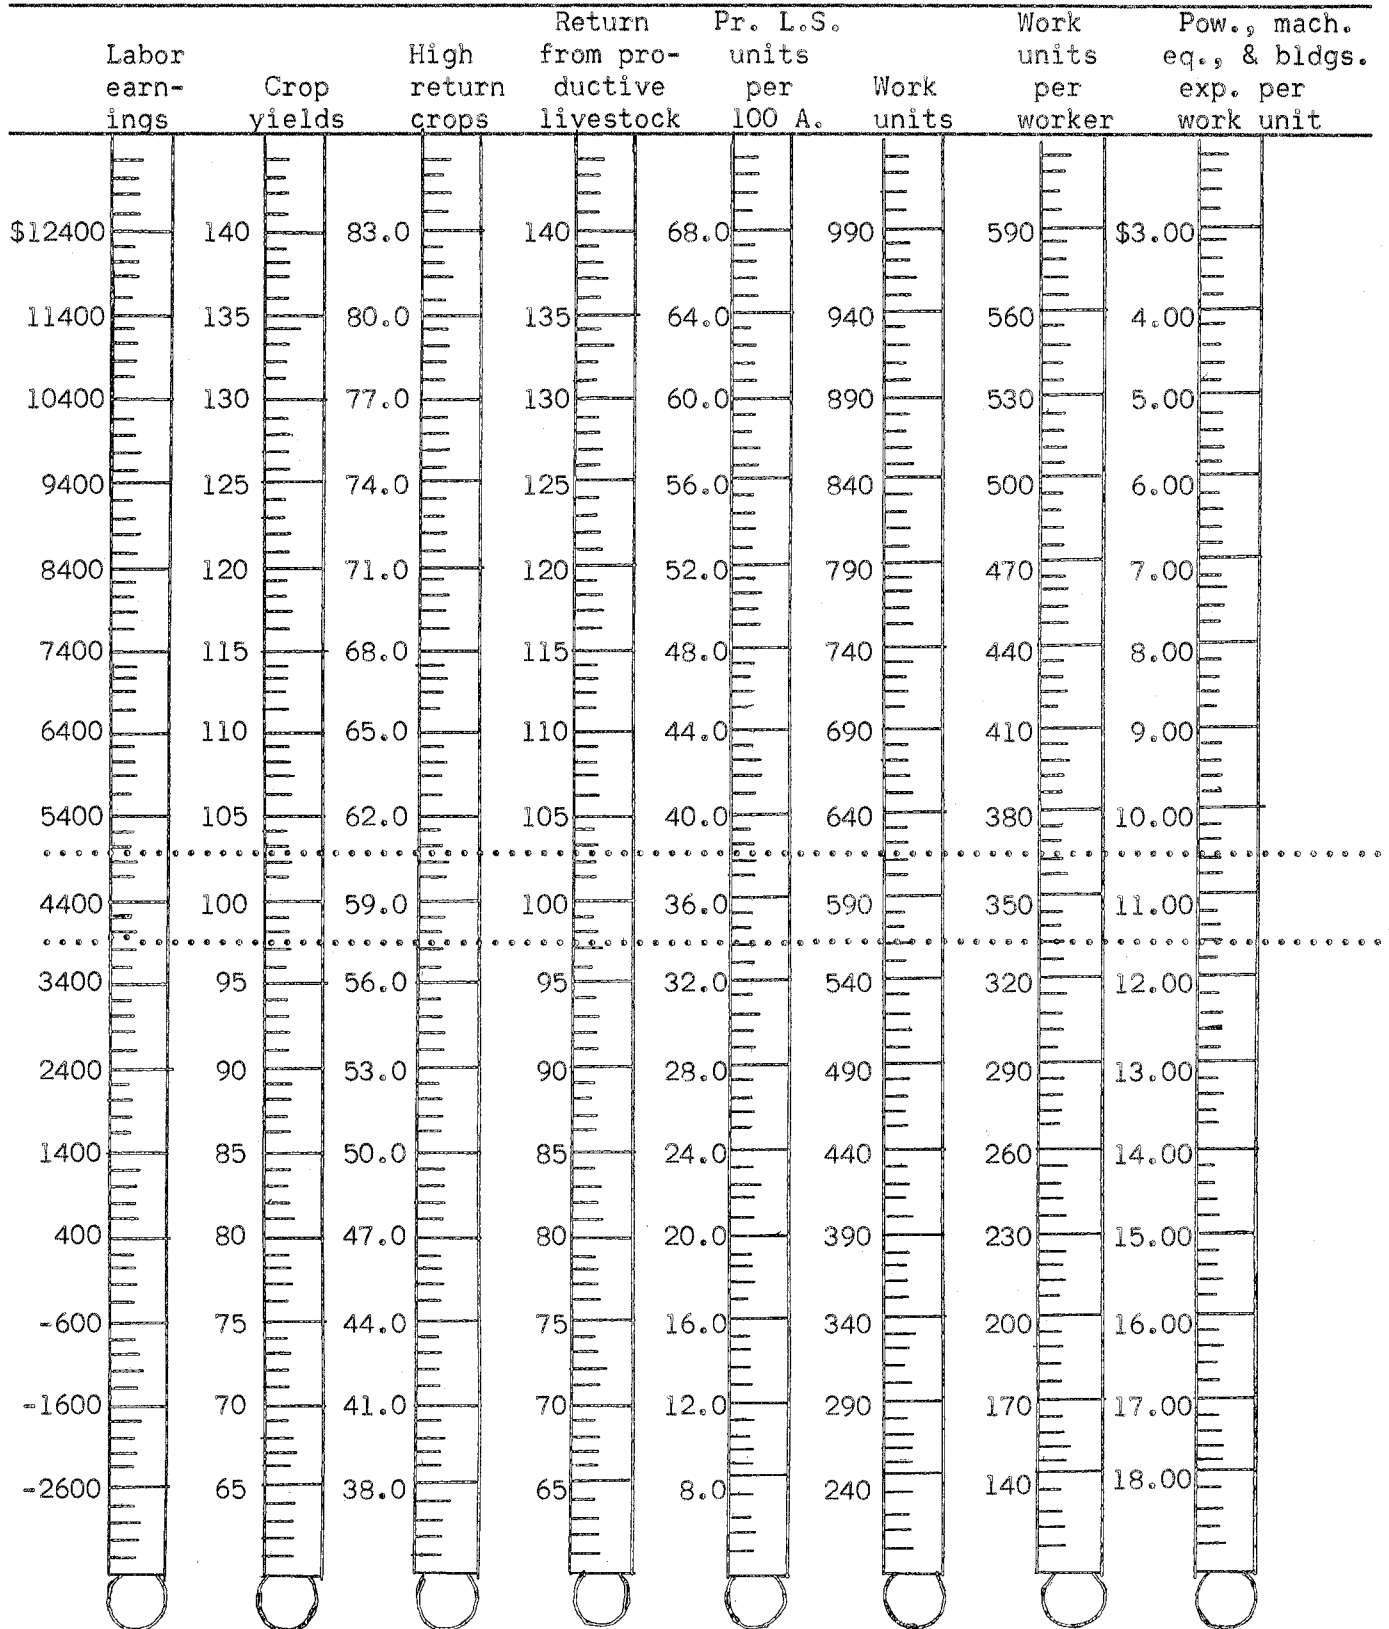 Return Pr. L.S. Work Pow., mach.
Labor High from pro- units units eq., & bldgs.
earn- Crop return ductive per Work per exp. per
ings yields crops livestock 100 A. units worker work unit
$12400 140 83.0 140 68.0 990 590 $3.00
11400 135 80.0 135 64.0 940 560 4.00
10400 130 77.0 130 60.0 890 530 5.00
9400 125 74.0 125 56.0 840 500 6.00
8400 120 71.0 120 52.0 790 470 7.00
7400 115 68.0 115 48.0 740 440 8.00
6400 110 65.0 110 44.0 690 410 9.00
5400 105 62.0 105 40.0 640 380 10.00
4400 100 59.0 100 36.0 590 350 11.00
3400 95 56.0 95 32.0 540 320 12.00
2400 90 53.0 90 28.0 490 290 13.00
1400 85 50.0 85 24.0 440 260 14.00
400 80 47.0 80 20.0 390 230 15.00
-600 75 44.0 75 16.0 340 200 16.00
-1600 70 41.0 70 12.0 290 170 17.00
-2600 65 38.0 65 8.0 240 140 18.00